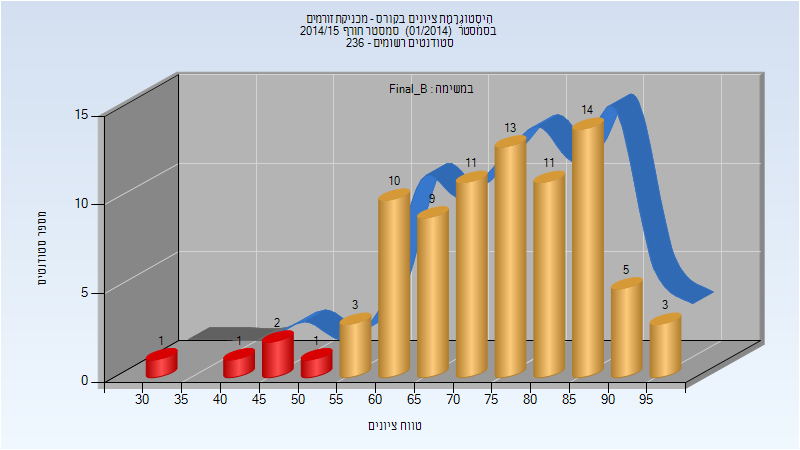 היסטוגרמת ציונים בקורס - מכניקת זורמים
בסמסטר (01/2014) סמסטר חורף 2014/15
236 - סטודנטים רשומים
במשימה : Final_B
15
10
5
0
מספר סטודנטים
1
1
2
1
3
10
9
11
13
11
14
5
3
30 35 40 45 50 55 60 65 70 75 80 85 90 95
טווח ציונים